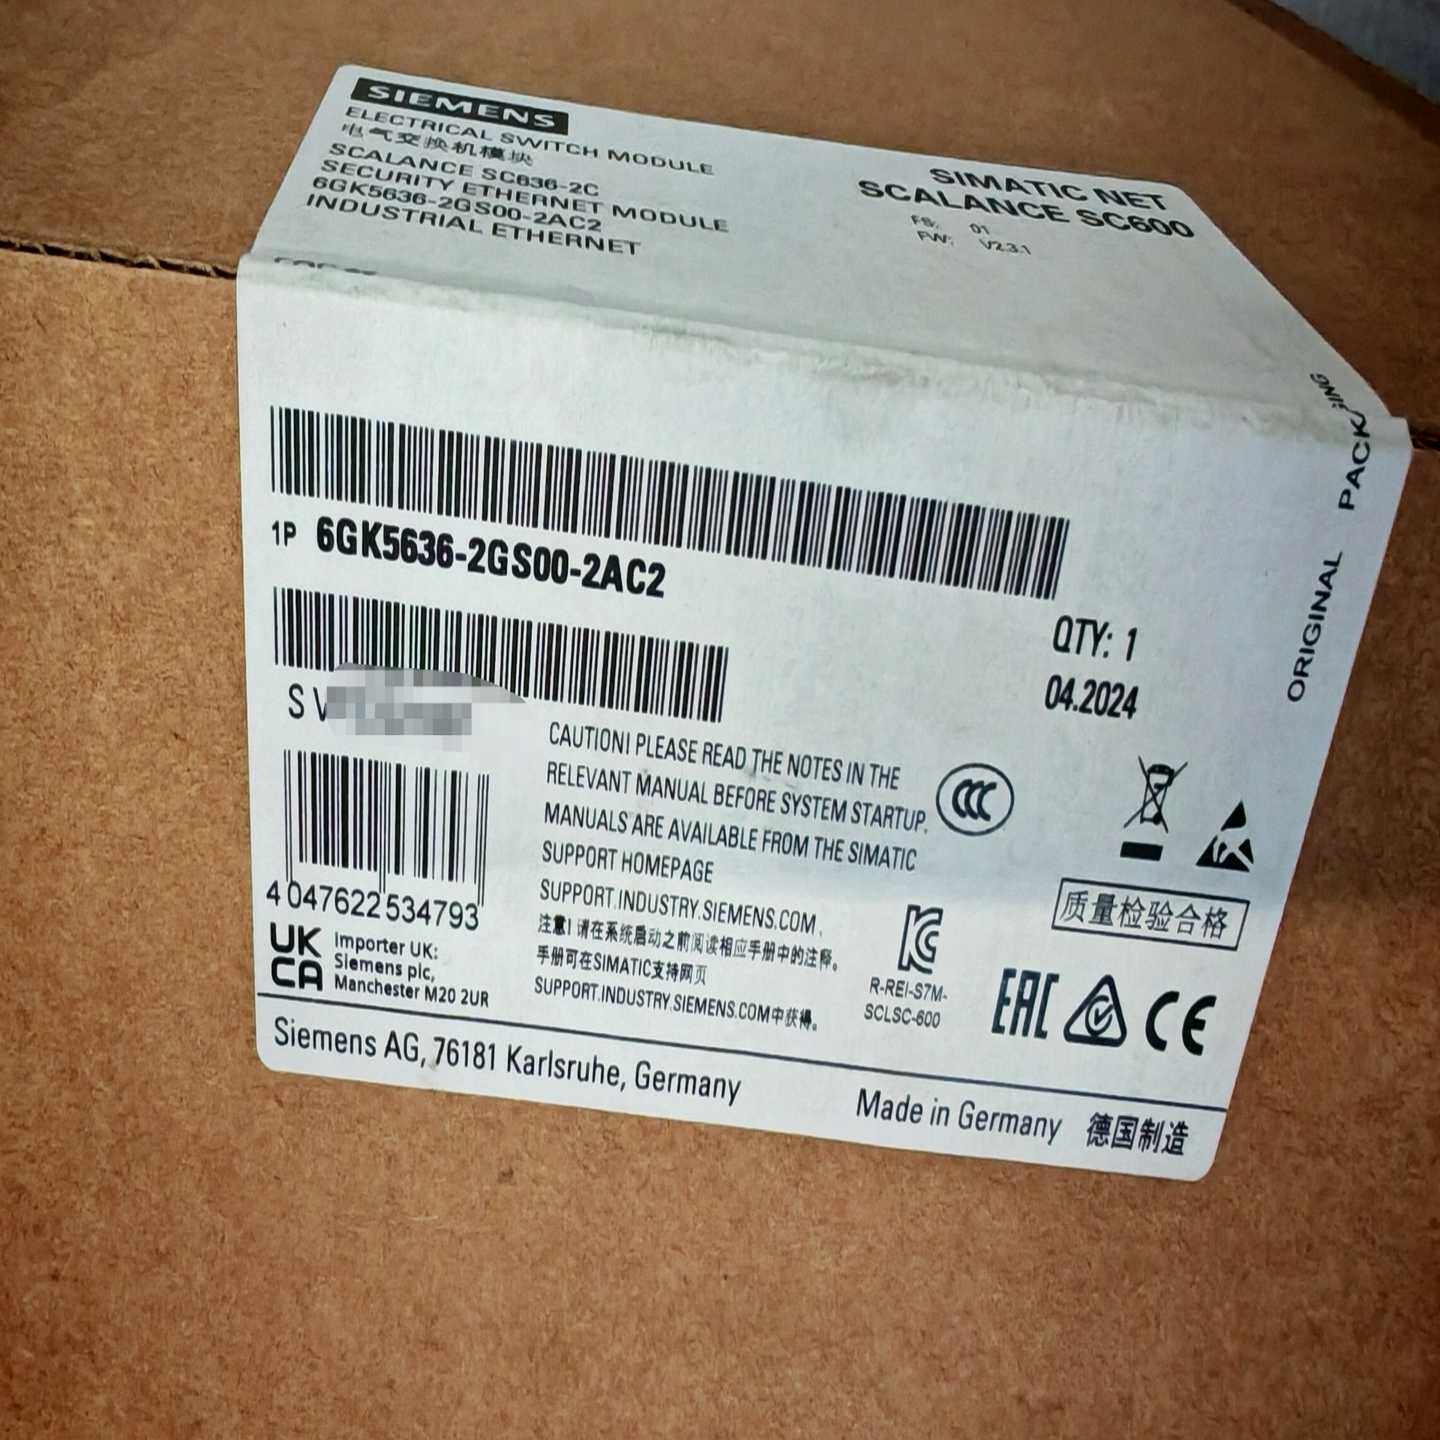 SIEMENS
ELECTRICAL SWITCH MODULE
电气交换机模块
SCALANCE SC636-2C
SECURITY ETHERNET MODULE
6GK5636-2GS00-2AC2
INDUSTRIAL ETHERNET
SIMATIC NET
SCALANCE SC600
FS: 01
FW: V2.3.1
ORIGINAL PACKING
1P 6GK5636-2GS00-2AC2
QTY: 1
04.2024
S V
CAUTION! PLEASE READ THE NOTES IN THE
RELEVANT MANUAL BEFORE SYSTEM STARTUP.
MANUALS ARE AVAILABLE FROM THE SIMATIC
SUPPORT HOMEPAGE
SUPPORT.INDUSTRY.SIEMENS.COM.
注意! 请在系统启动之前阅读相应手册中的注释。
手册可在SIMATIC支持网页
SUPPORT.INDUSTRY.SIEMENS.COM中获得。
CCC
质量检验合格
4 047622 534793
UK
CA
Importer UK:
Siemens plc,
Manchester M20 2UR
KC
R-REI-S7M-
SCLSC-600
EAC
CE
Siemens AG, 76181 Karlsruhe, Germany
Made in Germany 德国制造